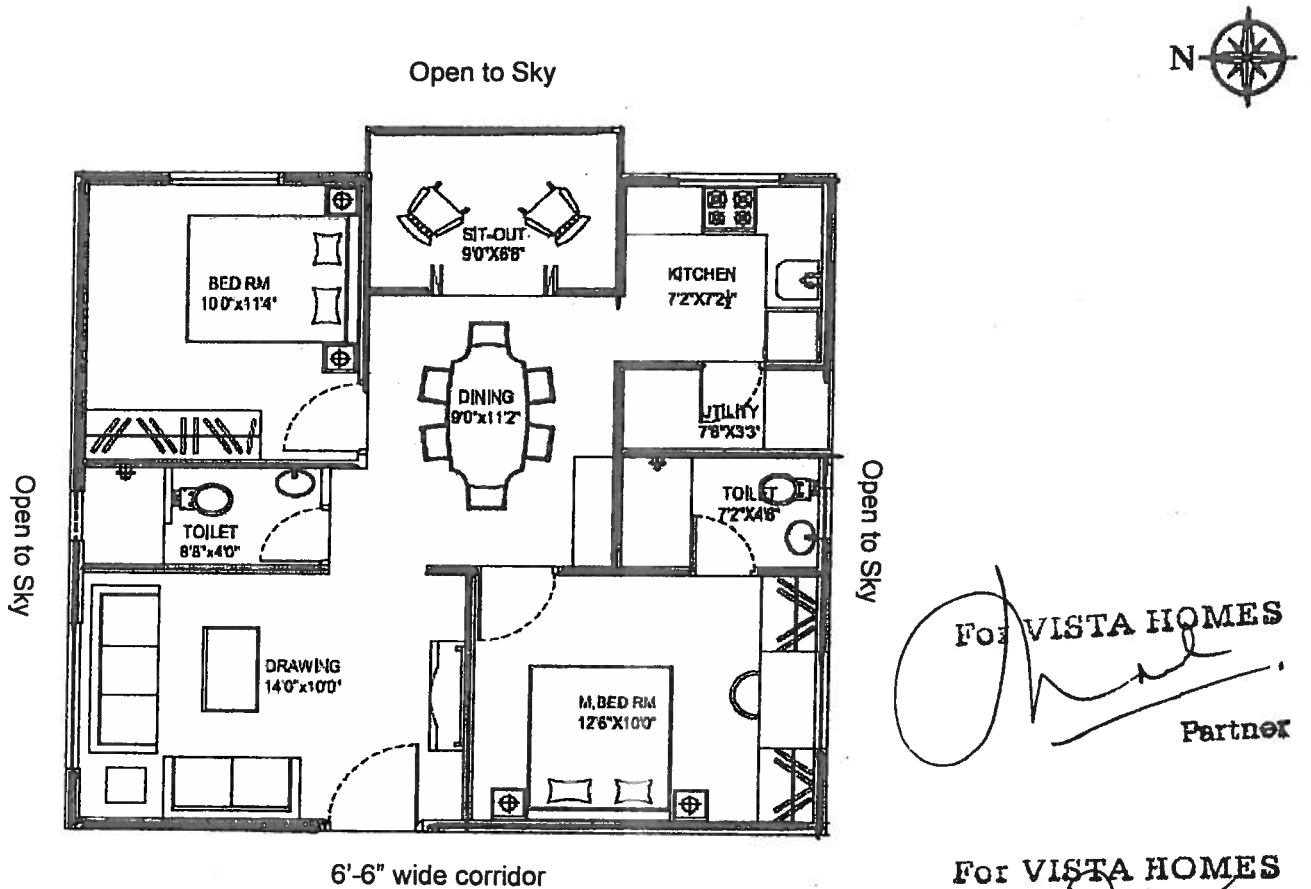 N
Open to Sky
SIT-OUT
9'0"X6'6"
BED RM
10'0"x11'4"
KITCHEN
7'2"X7'2½"
DINING
9'0"x11'2"
UTILITY
7'6"X3'3"
Open to Sky
TOILET
8'8"x4'0"
TOILET
7'2"X4'6"
Open to Sky
DRAWING
14'0"x10'0"
M.BED RM
12'6"X10'0"
For VISTA HOMES
Partner
6'-6" wide corridor
For VISTA HOMES